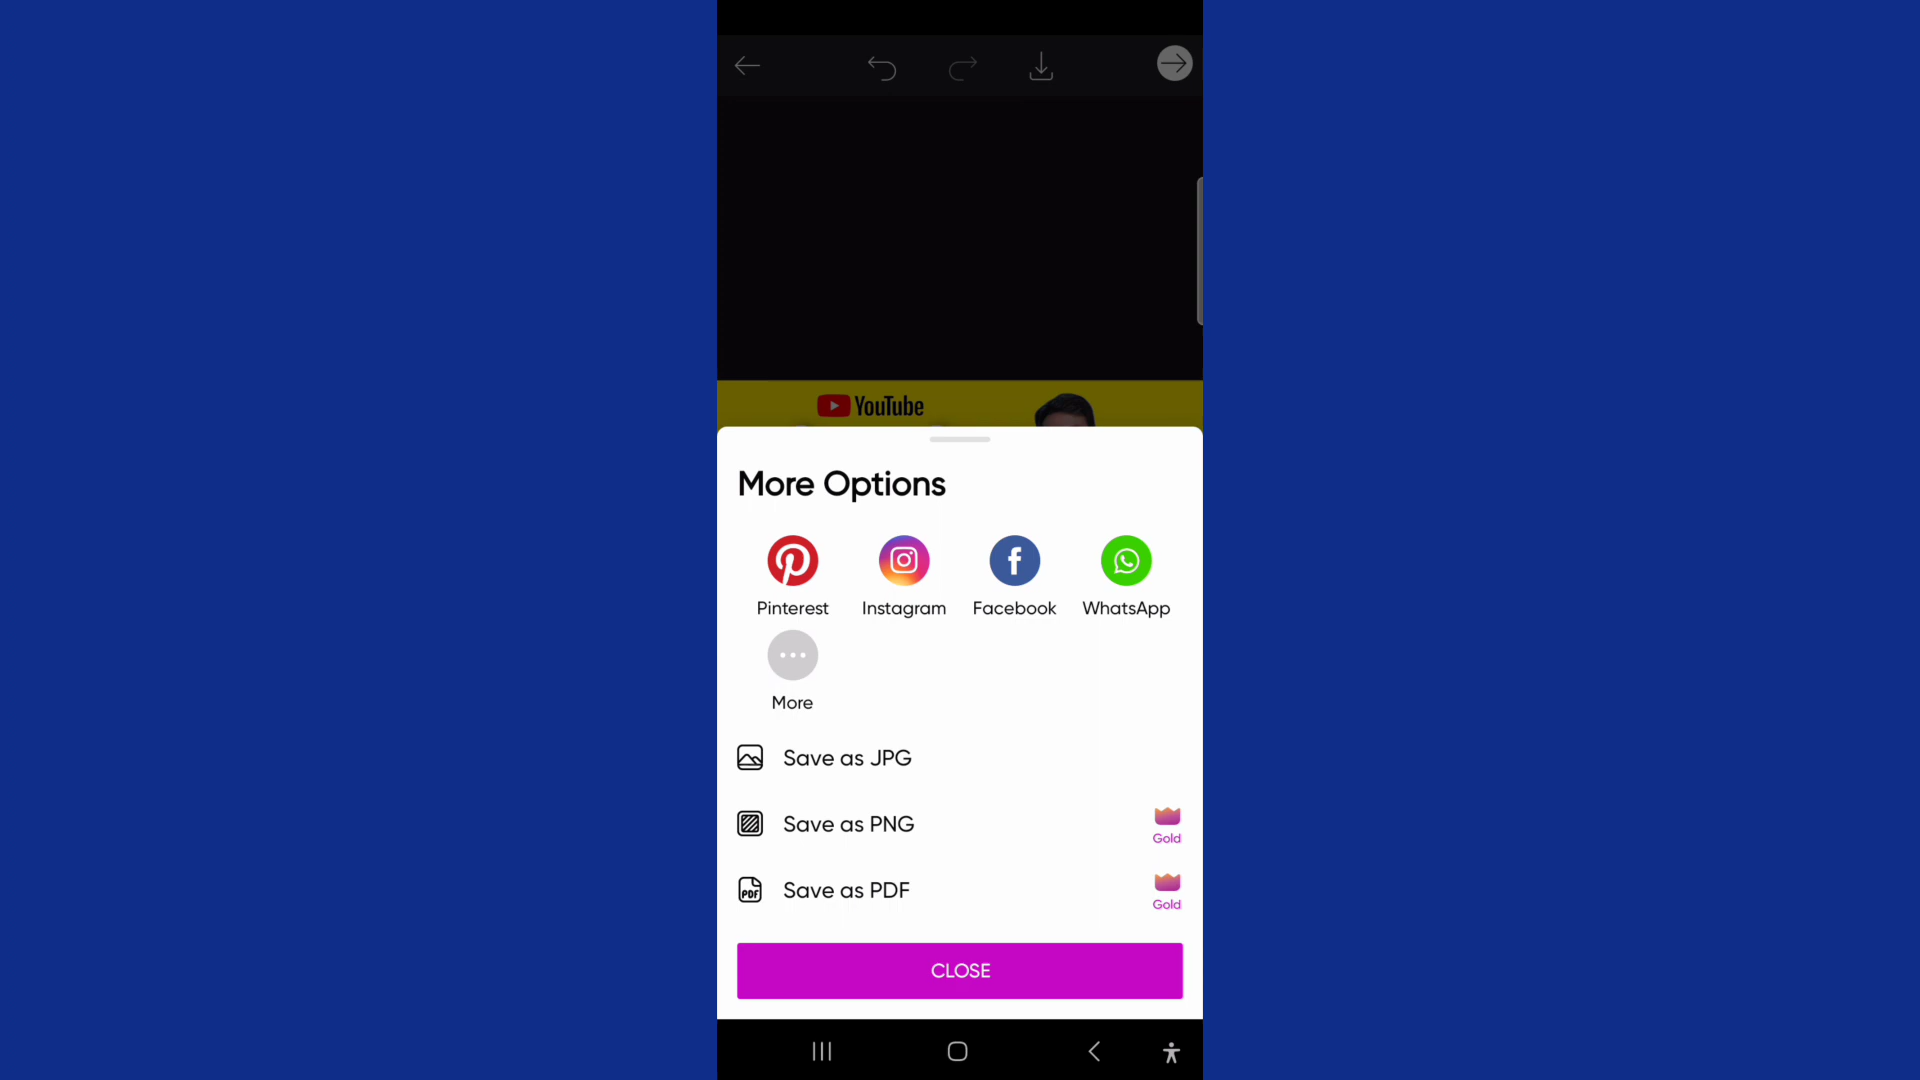 YouTube
More Options
Pinterest Instagram Facebook WhatsApp
More
Save as JPG
Save as PNG Gold
PDF Save as PDF Gold
CLOSE